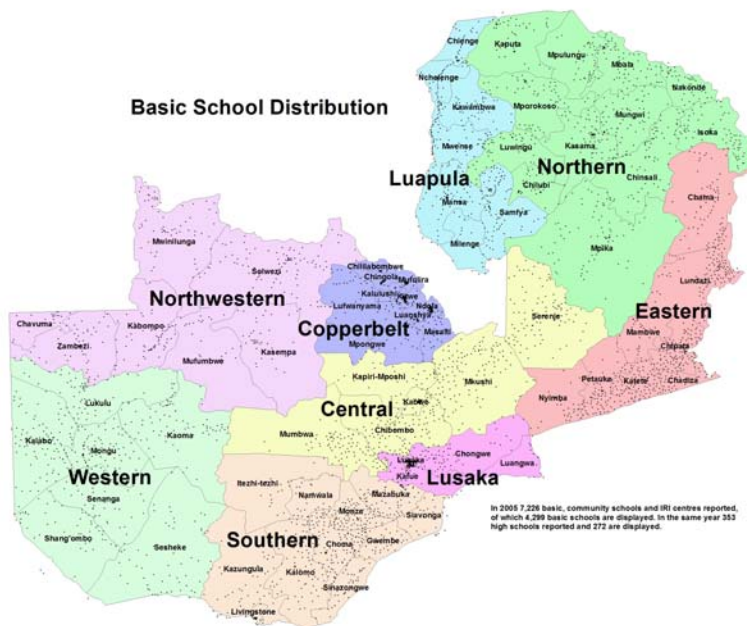 Basic School Distribution
Chienge
Kaputa
Mpulungu
Mbala
Nchelenge
Nakonde
Kawambwa
Mporokoso
Mungwi
Isoka
Mwense
Luwingu
Kasama
Northern
Luapula
Chilubi
Chinsali
Mansa
Samfya
Chama
Milenge
Mpika
Mwinilunga
Solwezi
Chililabombwe
Chingola
Mufulira
Lundazi
Northwestern
Kalulushi
Lufwanyama
Ndola
Eastern
Chavuma
Kabompo
Copperbelt
Luanshya
Masaiti
Serenje
Mambwe
Zambezi
Mufumbwe
Kasempa
Mpongwe
Chipata
Kapiri-Mposhi
Mkushi
Petauke
Katete
Chadiza
Lukulu
Central
Kabwe
Nyimba
Kalabo
Kaoma
Mumbwa
Chibombo
Mongu
Western
Lusaka
Chongwe
Luangwa
Itezhi-tezhi
Kafue
Lusaka
Senanga
Namwala
Mazabuka
Monze
Siavonga
In 2005 7,226 basic, community schools and IRI centres reported,
of which 4,299 basic schools are displayed. In the same year 353
high schools reported and 272 are displayed.
Shang'ombo
Sesheke
Southern
Choma
Gwembe
Kazungula
Kalomo
Sinazongwe
Livingstone